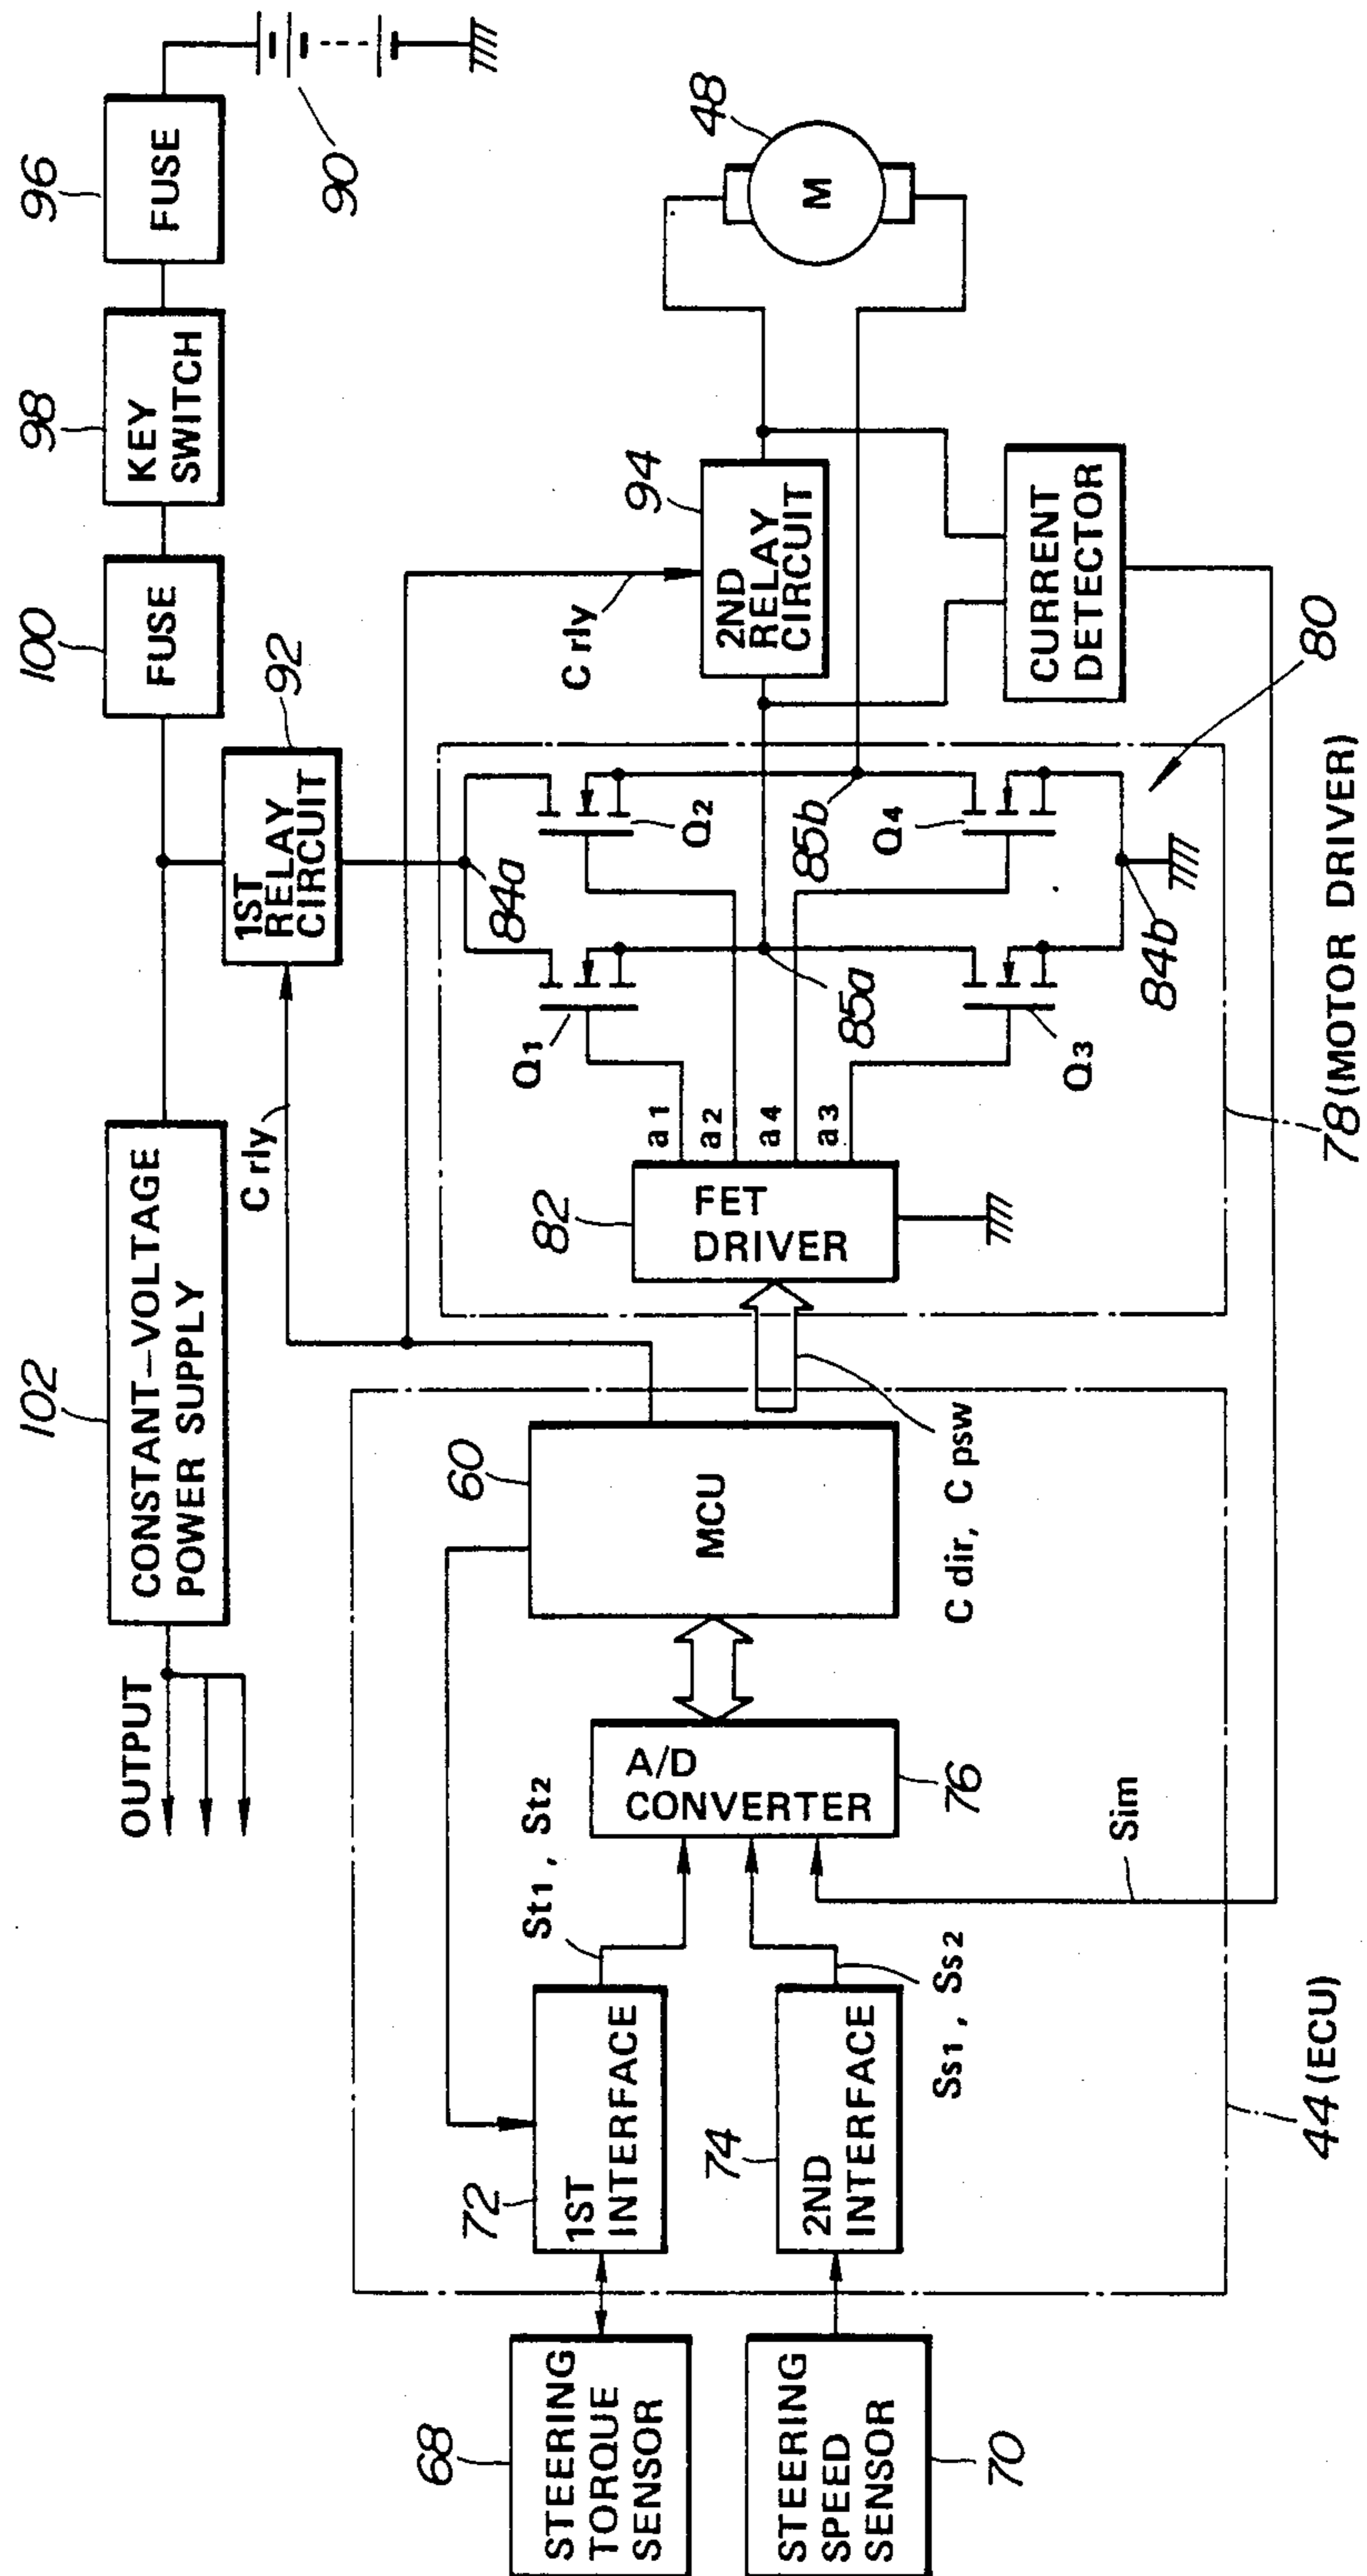 102
CONSTANT-VOLTAGE
POWER SUPPLY
OUTPUT
100
FUSE
98
KEY
SWITCH
96
FUSE
90
92
1ST
RELAY
CIRCUIT
C rly
C rly
94
2ND
RELAY
CIRCUIT
48
M
84a
Q1
Q2
85a
85b
Q3
Q4
84b
80
82
FET
DRIVER
a1
a2
a4
a3
CURRENT
DETECTOR
78 (MOTOR DRIVER)
60
MCU
C dir, C psw
A/D
CONVERTER
76
St1, St2
Ss1, Ss2
Sim
72
1ST
INTERFACE
74
2ND
INTERFACE
44 (ECU)
68
STEERING
TORQUE
SENSOR
STEERING
SPEED
SENSOR
70